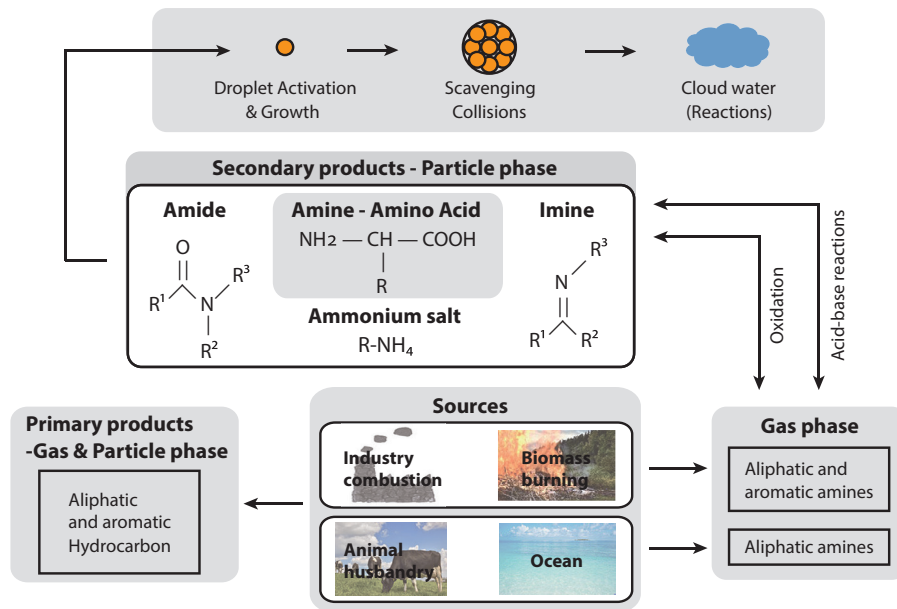 Droplet Activation
& Growth
Scavenging
Collisions
Cloud water
(Reactions)
Secondary products - Particle phase
Amide
O
R¹
N
R³
R²
Amine - Amino Acid
NH2 — CH — COOH
R
Ammonium salt
R-NH₄
Imine
R³
N
R¹
R²
Oxidation
Acid-base reactions
Primary products
-Gas & Particle phase
Aliphatic
and aromatic
Hydrocarbon
Sources
Industry
combustion
Biomass
burning
Animal
husbandry
Ocean
Gas phase
Aliphatic and
aromatic amines
Aliphatic amines